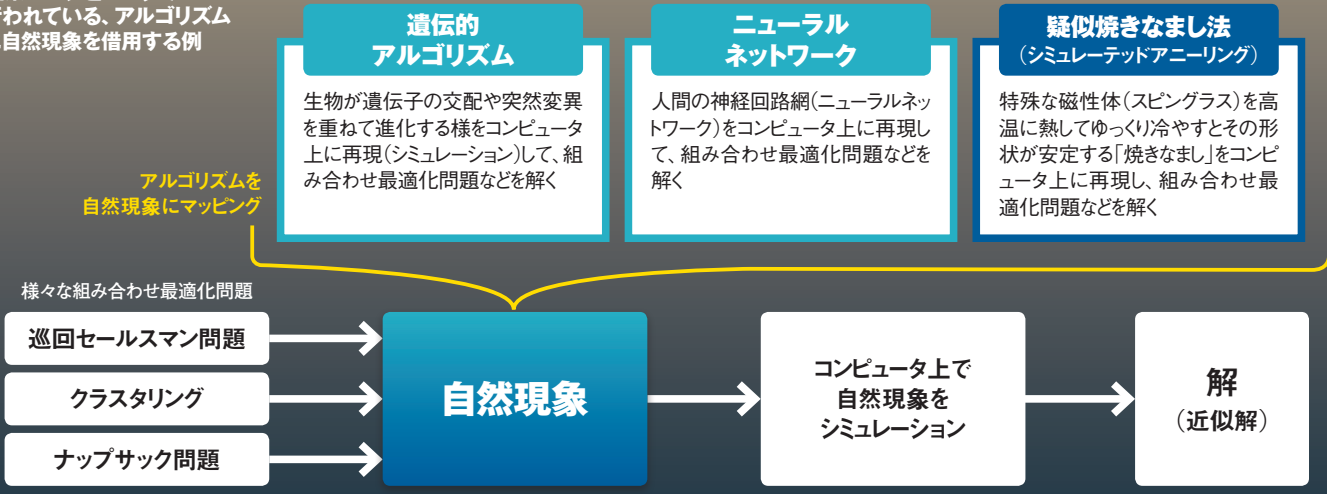 行われている、アルゴリズム
自然現象を借用する例
遺伝的
アルゴリズム
生物が遺伝子の交配や突然変異
を重ねて進化する様をコンピュータ
上に再現(シミュレーション)して、組
み合わせ最適化問題などを解く
ニューラル
ネットワーク
人間の神経回路網(ニューラルネッ
トワーク)をコンピュータ上に再現し
て、組み合わせ最適化問題などを
解く
疑似焼きなまし法
(シミュレーテッドアニーリング)
特殊な磁性体(スピングラス)を高
温に熱してゆっくり冷やすとその形
状が安定する「焼きなまし」をコンピ
ュータ上に再現し、組み合わせ最
適化問題などを解く
アルゴリズムを
自然現象にマッピング
様々な組み合わせ最適化問題
巡回セールスマン問題
クラスタリング
ナップサック問題
自然現象
コンピュータ上で
自然現象を
シミュレーション
解
(近似解)